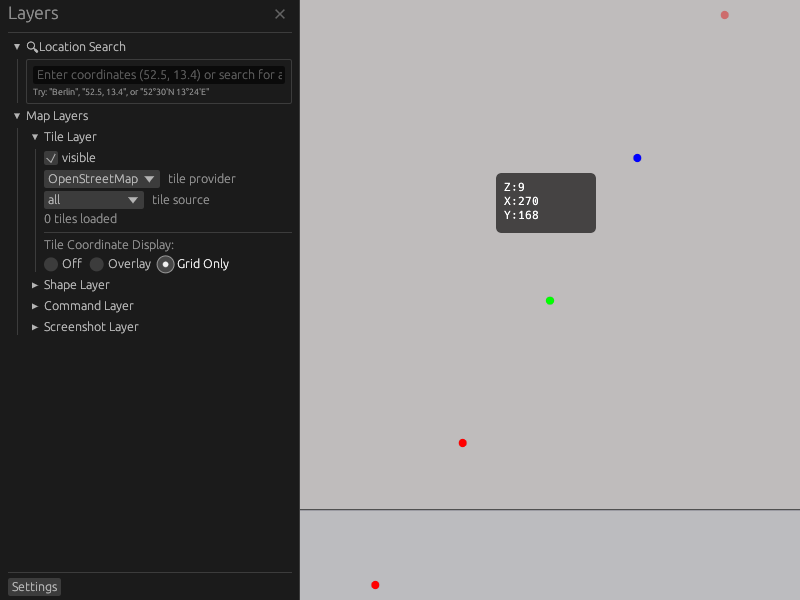 Layers
Location Search
Enter coordinates (52.5, 13.4) or search for a
Try: "Berlin", "52.5, 13.4", or "52°30'N 13°24'E"
Map Layers
Tile Layer
visible
OpenStreetMap tile provider
all tile source
0 tiles loaded
Tile Coordinate Display:
Off Overlay Grid Only
Shape Layer
Command Layer
Screenshot Layer
Settings
Z:9
X:270
Y:168